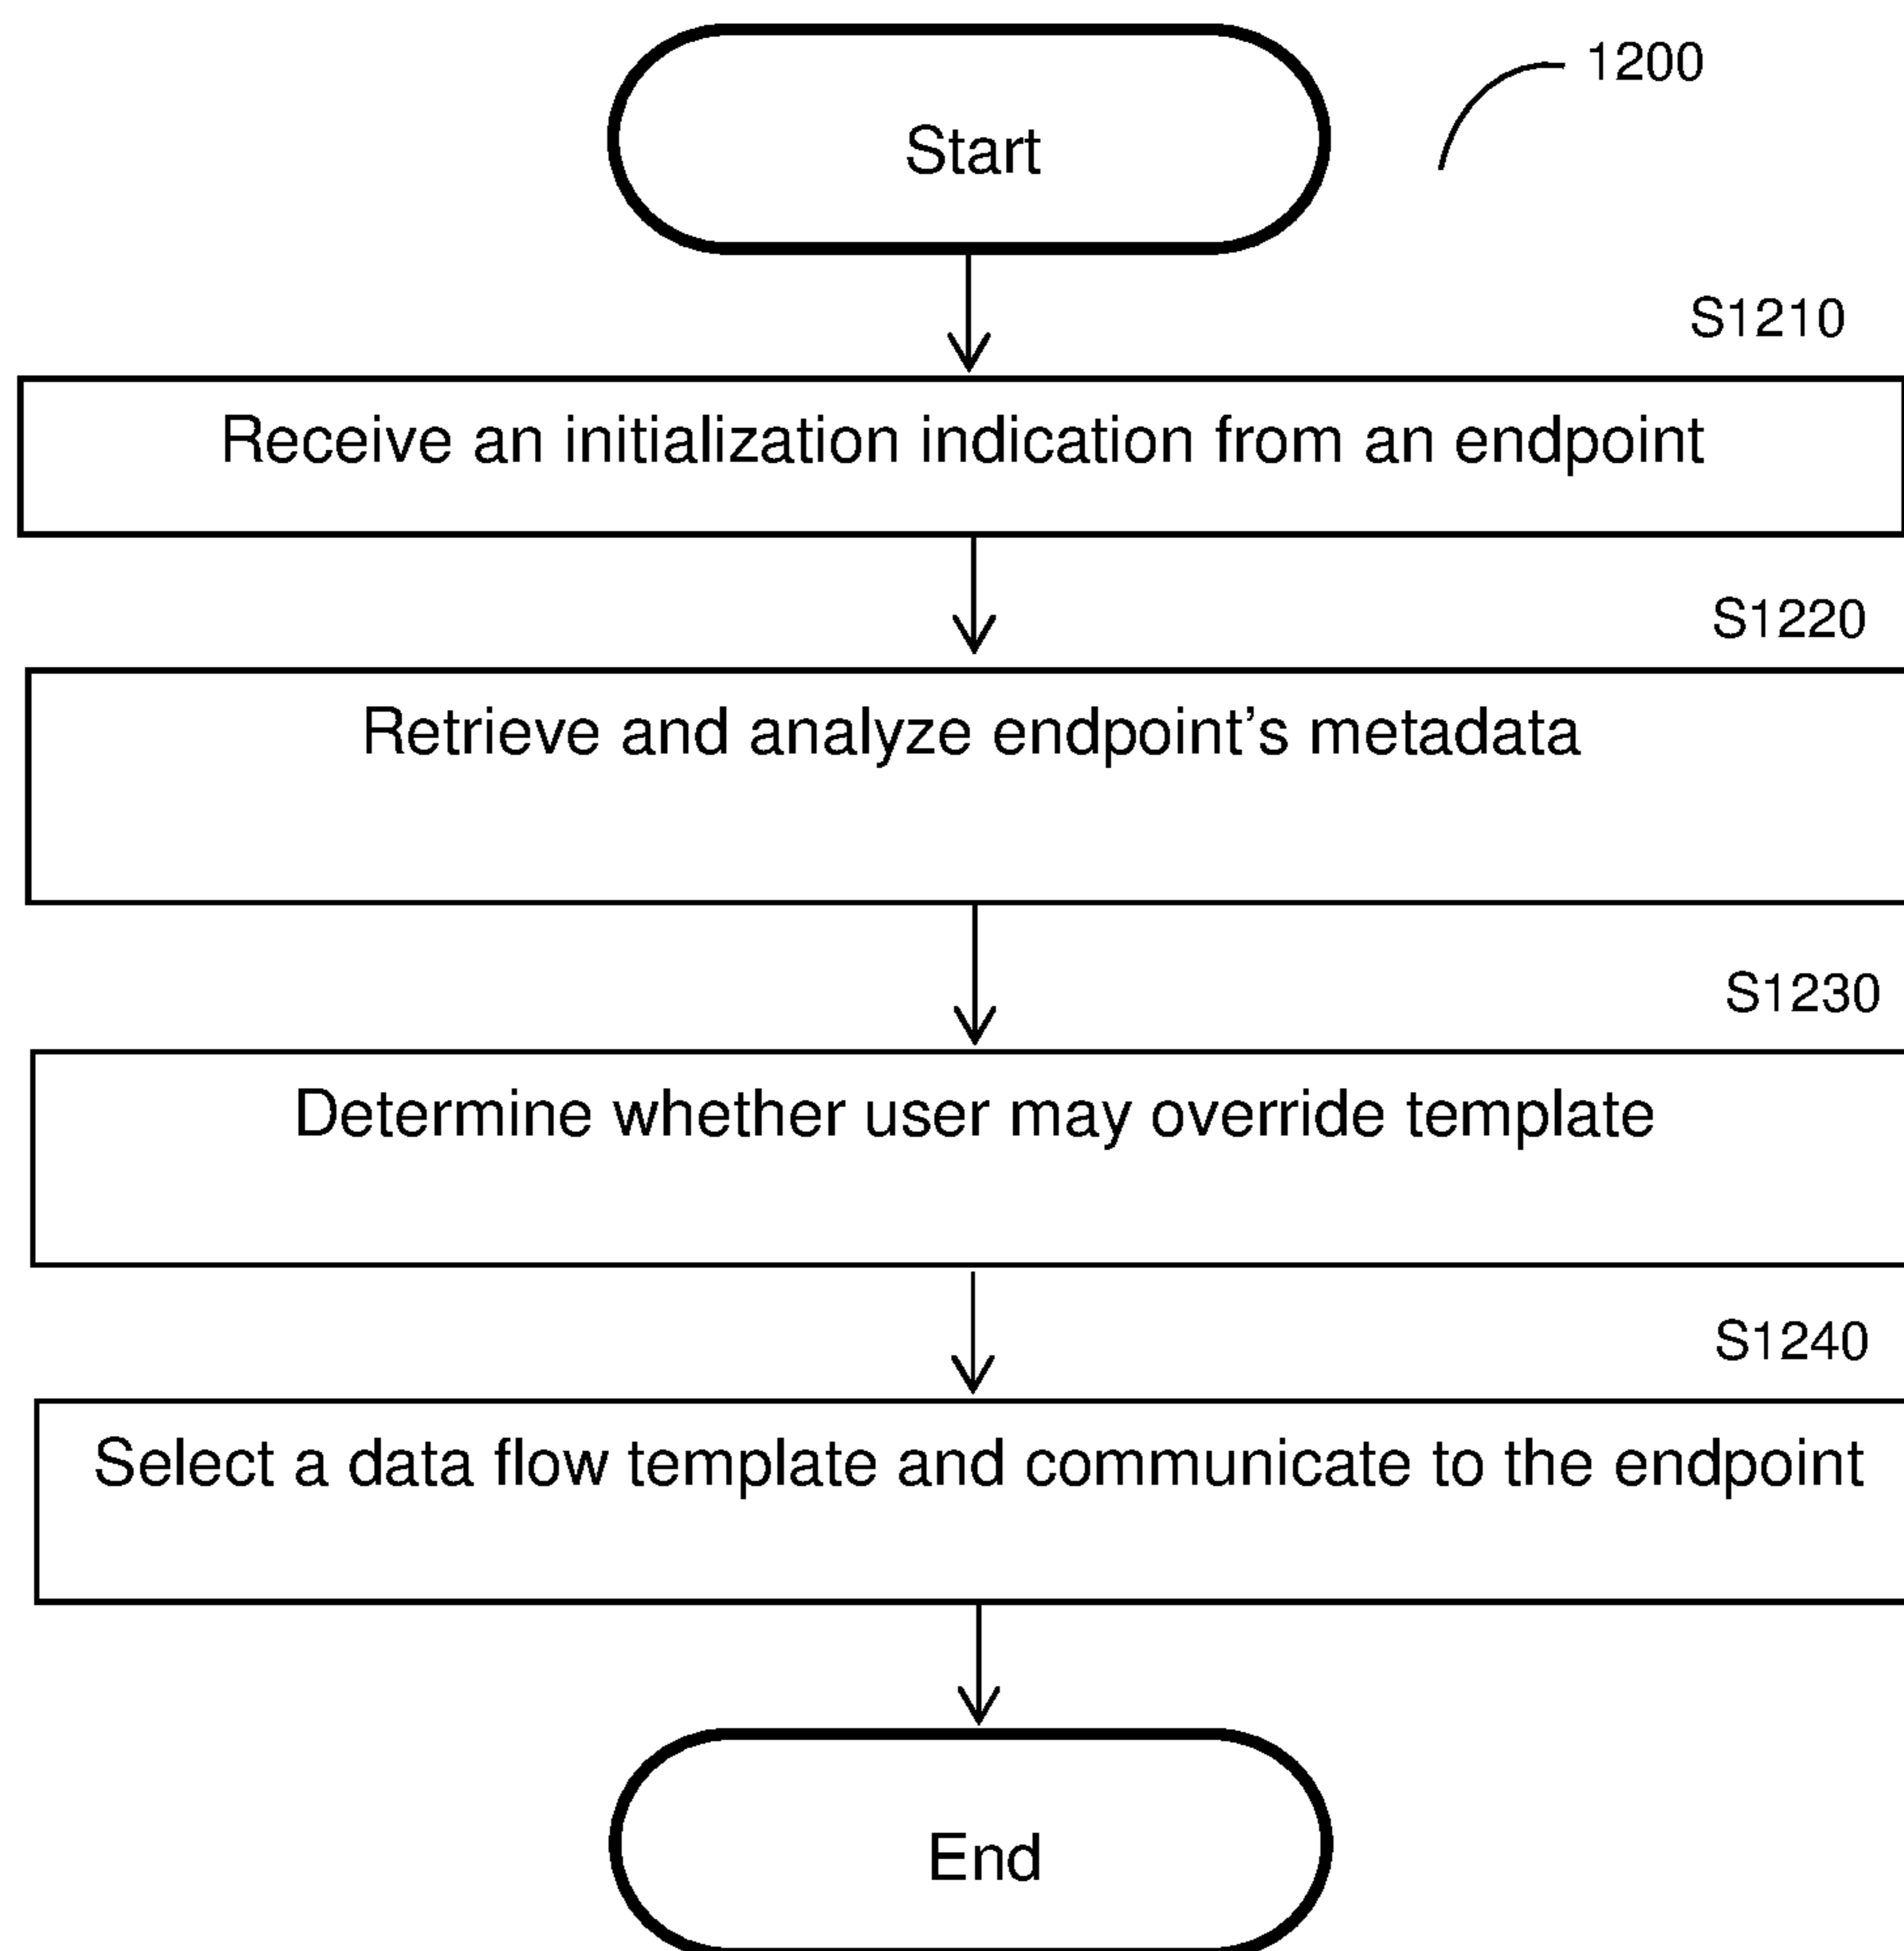 Start
1200
S1210
Receive an initialization indication from an endpoint
S1220
Retrieve and analyze endpoint’s metadata
S1230
Determine whether user may override template
S1240
Select a data flow template and communicate to the endpoint
End